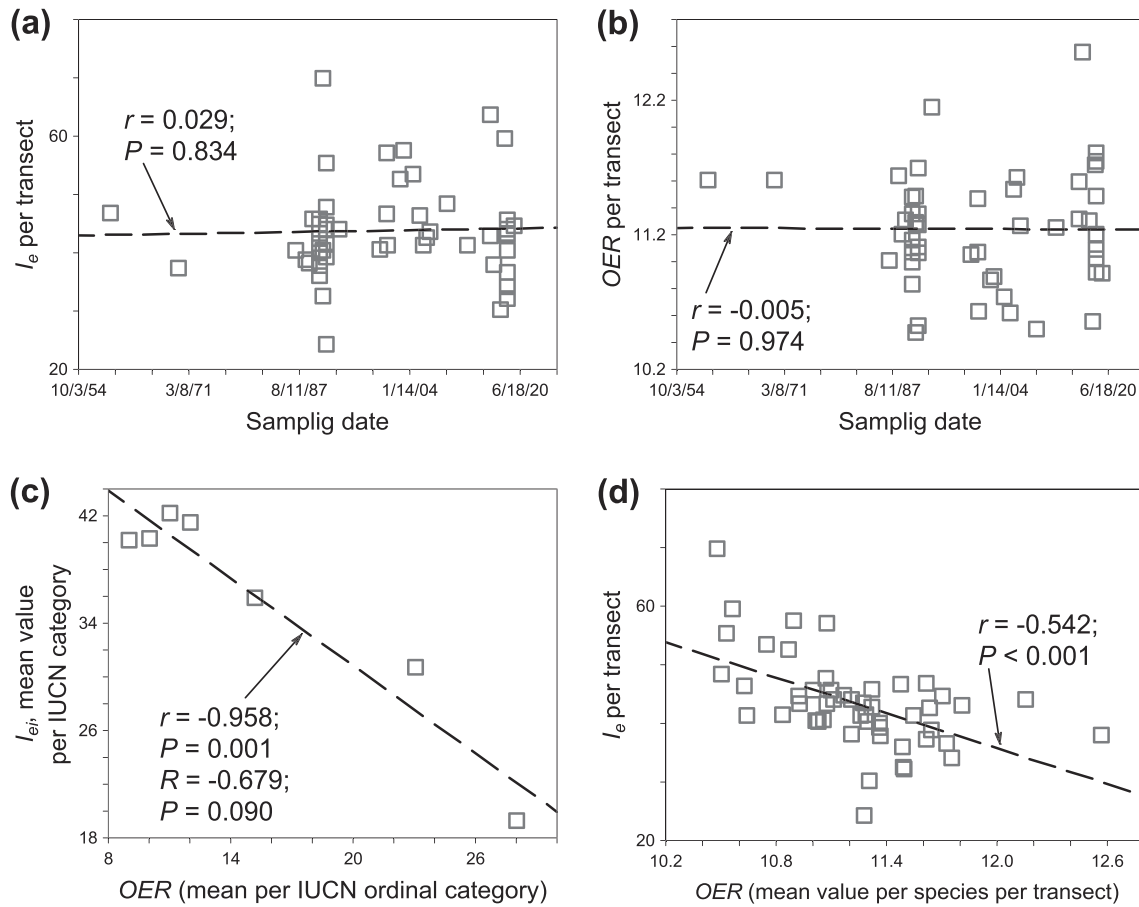 (a)
I_e per transect
60
20
r = 0.029;
P = 0.834
10/3/54 3/8/71 8/11/87 1/14/04 6/18/20
Samplig date
(b)
OER per transect
12.2
11.2
10.2
r = -0.005;
P = 0.974
10/3/54 3/8/71 8/11/87 1/14/04 6/18/20
Samplig date
(c)
I_ei, mean value
per IUCN category
42
34
26
18
r = -0.958;
P = 0.001
R = -0.679;
P = 0.090
8 14 20 26
OER (mean per IUCN ordinal category)
(d)
I_e per transect
60
20
r = -0.542;
P < 0.001
10.2 10.8 11.4 12.0 12.6
OER (mean value per species per transect)